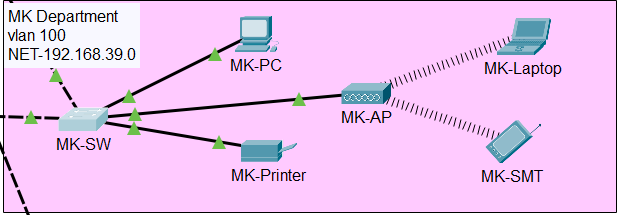 MK Department
vlan 100
NET-192.168.39.0
MK-PC
MK-Laptop
MK-AP
MK-SW
MK-Printer
MK-SMT